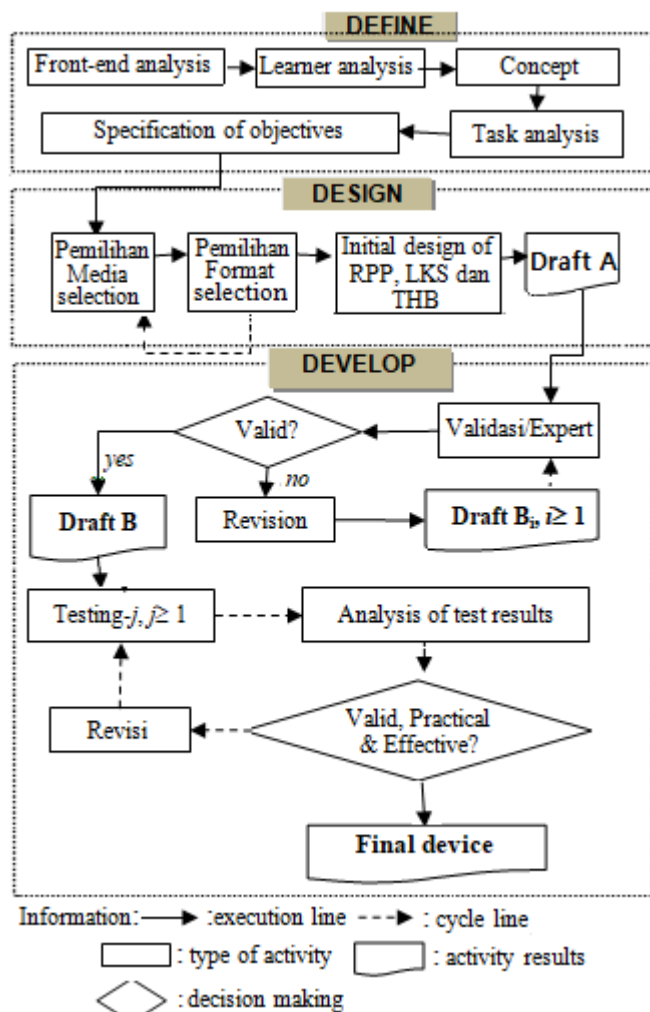 DEFINE
Front-end analysis
Learner analysis
Concept
Specification of objectives
Task analysis
DESIGN
Pemilihan
Media
selection
Pemilihan
Format
selection
Initial design of
RPP, LKS dan
THB
Draft A
DEVELOP
Valid?
Validasi/Expert
yes
no
Draft B
Revision
Draft Bᵢ, i≥ 1
Testing-j, j≥ 1
Analysis of test results
Revisi
Valid, Practical
& Effective?
Final device
Information: : execution line : cycle line
: type of activity : activity results
: decision making